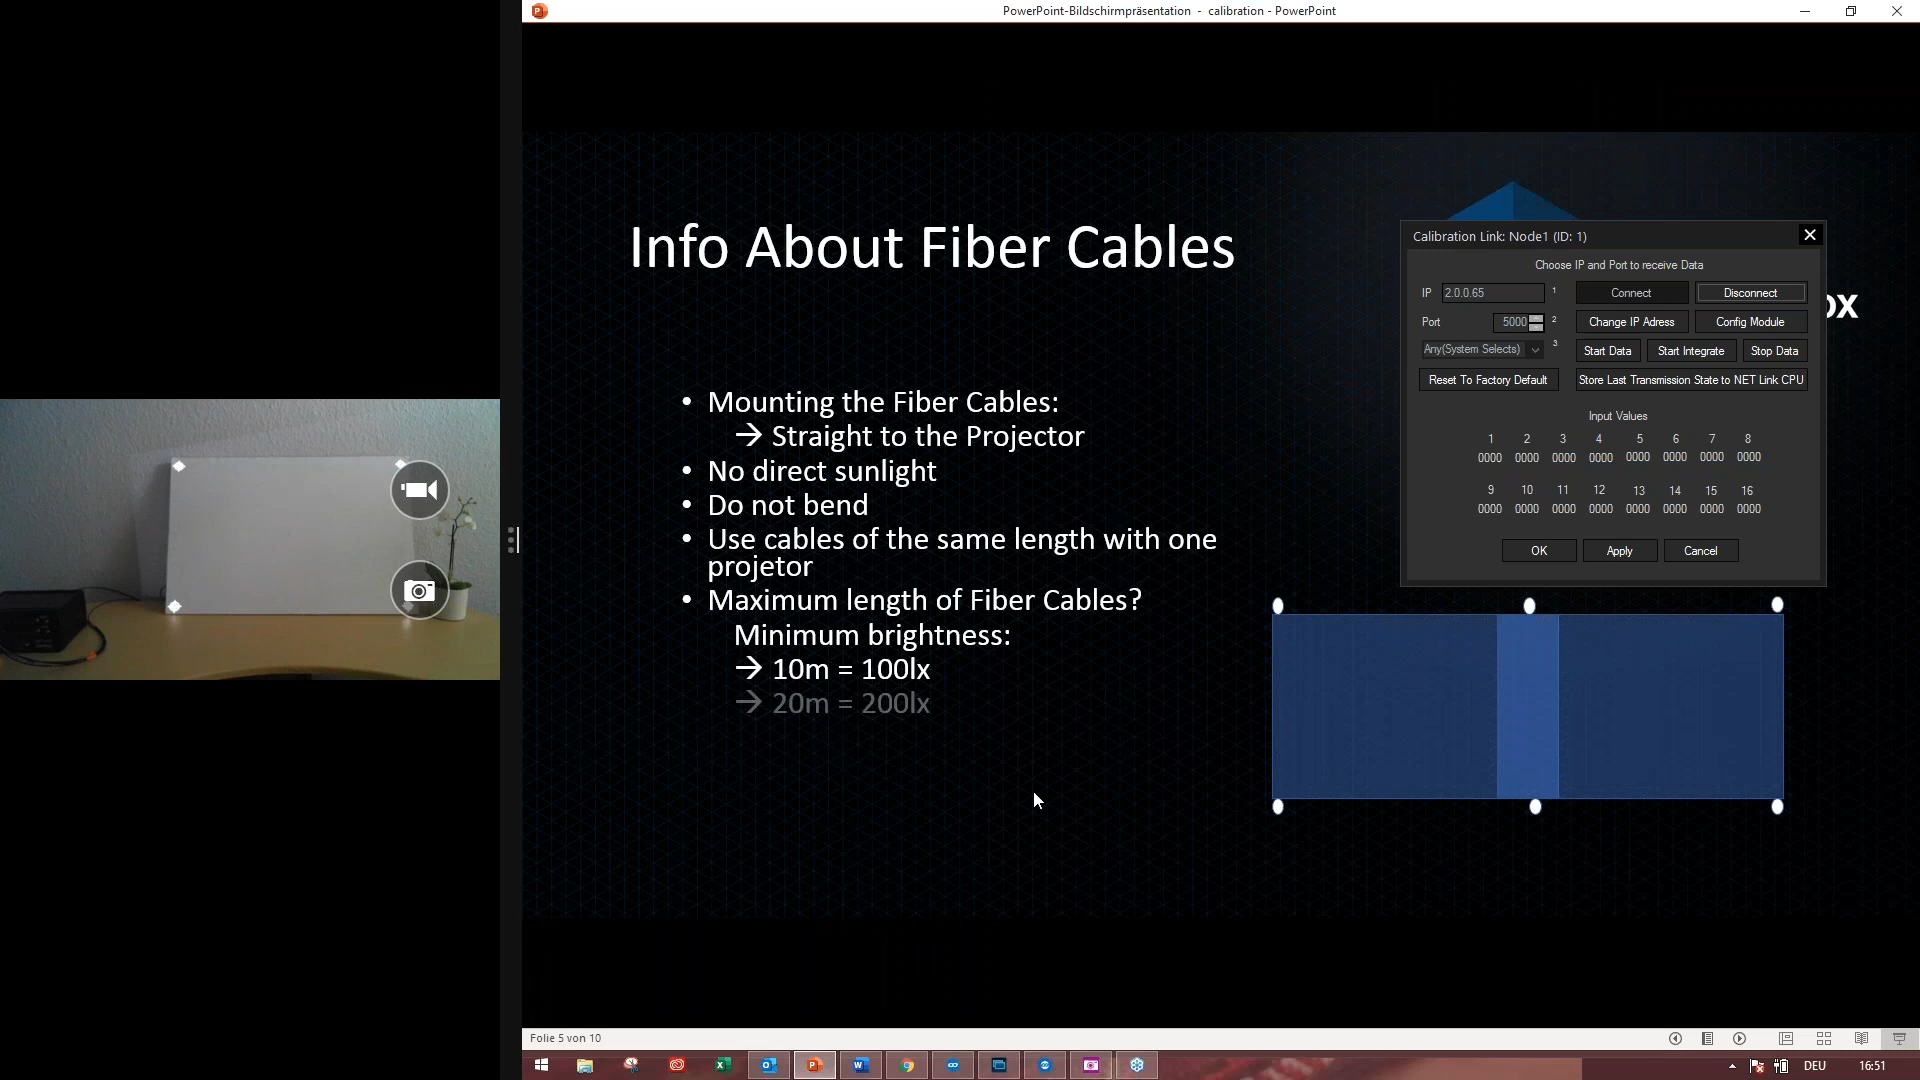 PowerPoint-Bildschirmpräsentation - calibration - PowerPoint
Info About Fiber Cables
• Mounting the Fiber Cables:
→ Straight to the Projector
• No direct sunlight
• Do not bend
• Use cables of the same length with one
projetor
• Maximum length of Fiber Cables?
Minimum brightness:
→ 10m = 100lx
→ 20m = 200lx
Calibration Link: Node1 (ID: 1)
Choose IP and Port to receive Data
IP 2.0.0.65 1 Connect Disconnect
Port 5000 2 Change IP Adress Config Module
Any(System Selects) 3 Start Data Start Integrate Stop Data
Reset To Factory Default Store Last Transmission State to NET Link CPU
Input Values
1 2 3 4 5 6 7 8
0000 0000 0000 0000 0000 0000 0000 0000
9 10 11 12 13 14 15 16
0000 0000 0000 0000 0000 0000 0000 0000
OK Apply Cancel
Folie 5 von 10
DEU 16:51